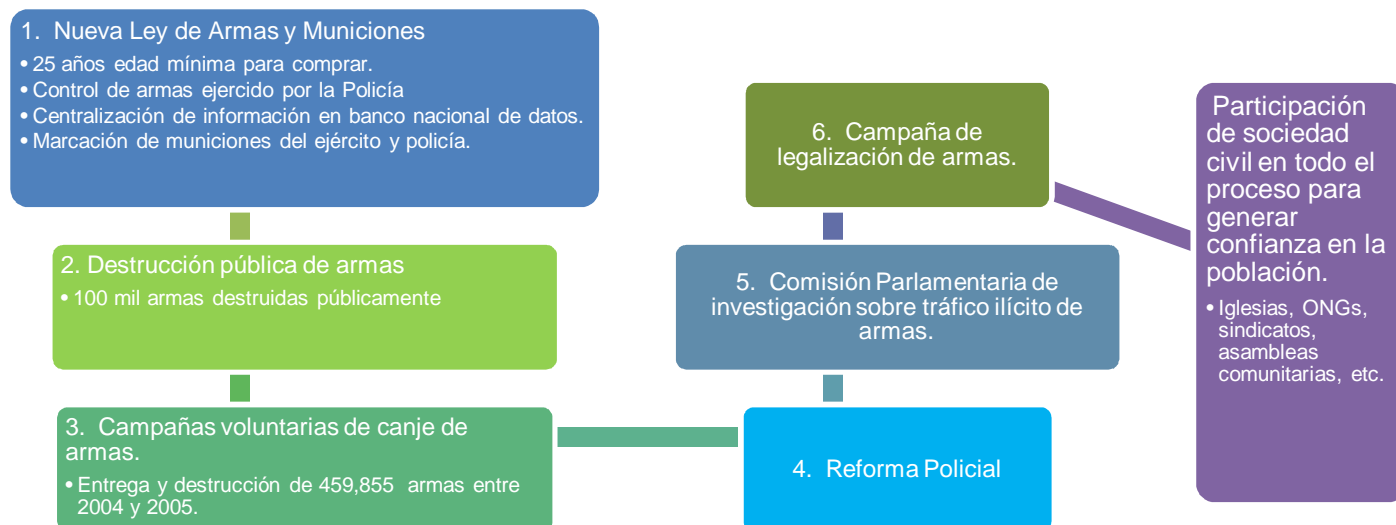 1. Nueva Ley de Armas y Municiones
• 25 años edad mínima para comprar.
• Control de armas ejercido por la Policía
• Centralización de información en banco nacional de datos.
• Marcación de municiones del ejército y policía.
2. Destrucción pública de armas
• 100 mil armas destruidas públicamente
3. Campañas voluntarias de canje de
armas.
• Entrega y destrucción de 459,855 armas entre
2004 y 2005.
4. Reforma Policial
5. Comisión Parlamentaria de
investigación sobre tráfico ilícito de
armas.
6. Campaña de
legalización de armas.
Participación
de sociedad
civil en todo el
proceso para
generar
confianza en la
población.
• Iglesias, ONGs,
sindicatos,
asambleas
comunitarias, etc.